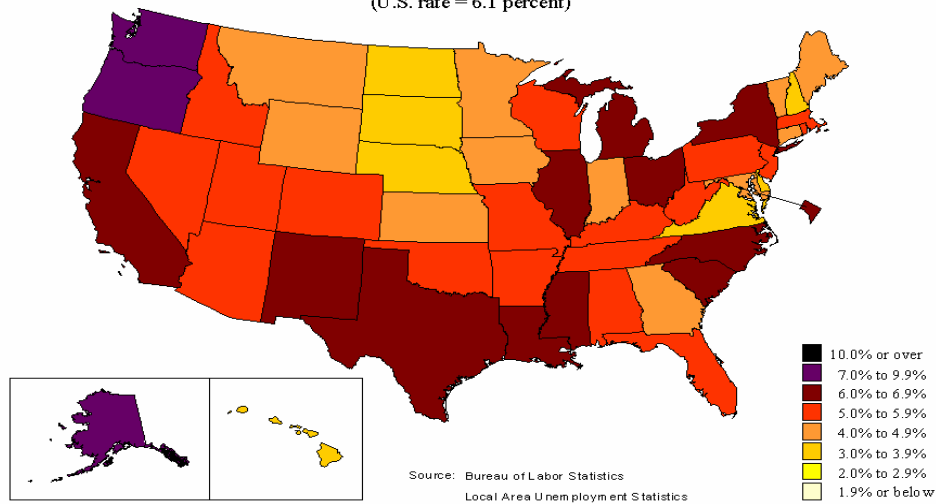 (U.S. rate = 6.1 percent)
10.0% or over
7.0% to 9.9%
6.0% to 6.9%
5.0% to 5.9%
4.0% to 4.9%
3.0% to 3.9%
2.0% to 2.9%
1.9% or below
Source: Bureau of Labor Statistics
Local Area Unemployment Statistics